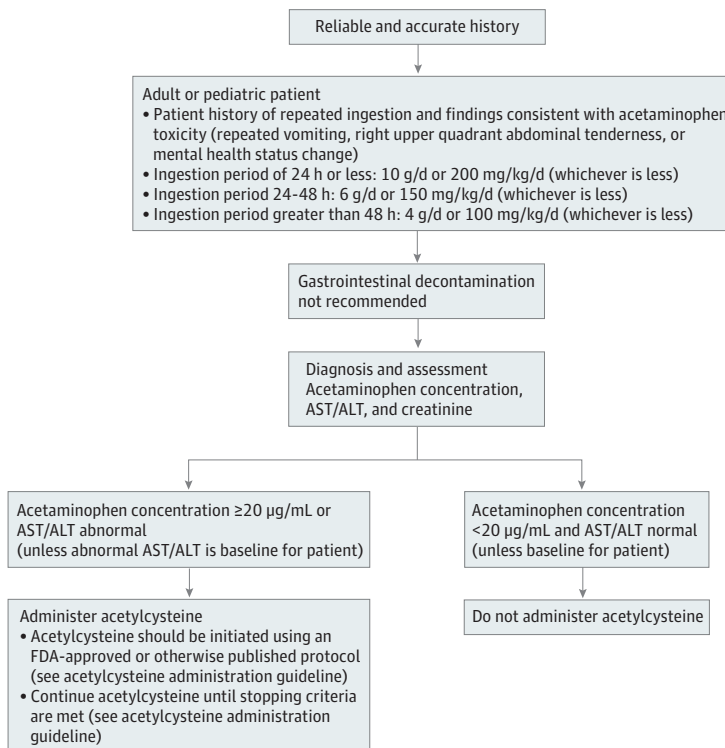 Reliable and accurate history
Adult or pediatric patient
• Patient history of repeated ingestion and findings consistent with acetaminophen
toxicity (repeated vomiting, right upper quadrant abdominal tenderness, or
mental health status change)
• Ingestion period of 24 h or less: 10 g/d or 200 mg/kg/d (whichever is less)
• Ingestion period 24-48 h: 6 g/d or 150 mg/kg/d (whichever is less)
• Ingestion period greater than 48 h: 4 g/d or 100 mg/kg/d (whichever is less)
Gastrointestinal decontamination
not recommended
Diagnosis and assessment
Acetaminophen concentration,
AST/ALT, and creatinine
Acetaminophen concentration ≥20 µg/mL or
AST/ALT abnormal
(unless abnormal AST/ALT is baseline for patient)
Administer acetylcysteine
• Acetylcysteine should be initiated using an
FDA-approved or otherwise published protocol
(see acetylcysteine administration guideline)
• Continue acetylcysteine until stopping criteria
are met (see acetylcysteine administration
guideline)
Acetaminophen concentration
<20 µg/mL and AST/ALT normal
(unless baseline for patient)
Do not administer acetylcysteine